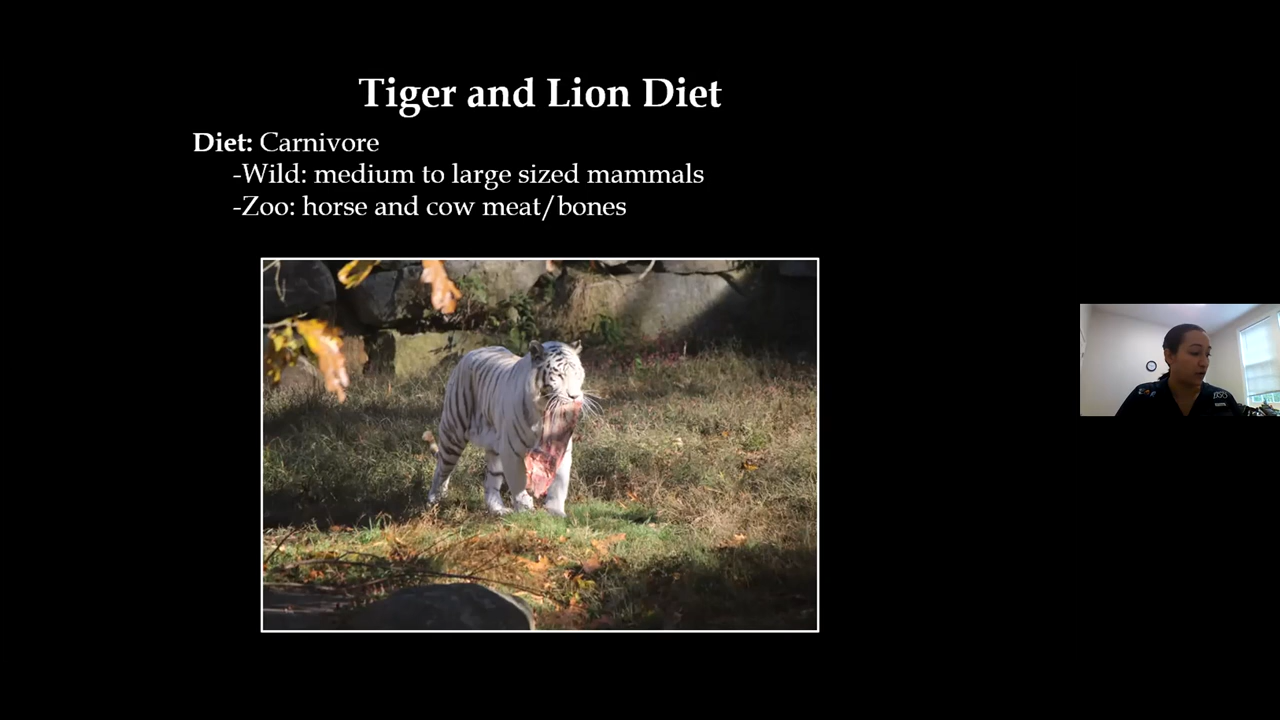 Tiger and Lion Diet
Diet: Carnivore
-Wild: medium to large sized mammals
-Zoo: horse and cow meat/bones